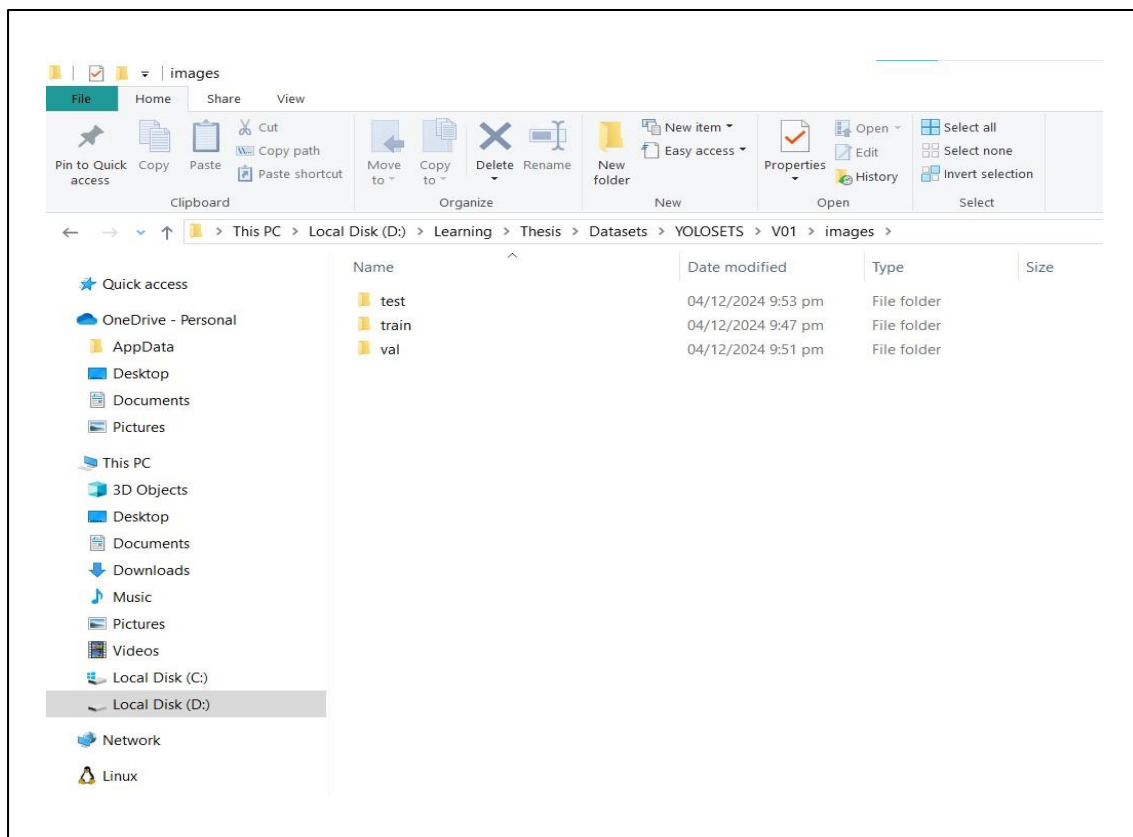 images
File Home Share View
Pin to Quick access
Copy
Paste
Cut
Copy path
Paste shortcut
Move to
Copy to
Delete
Rename
New folder
New item
Easy access
Properties
Open
Edit
History
Select all
Select none
Invert selection
Clipboard Organize New Open Select
This PC > Local Disk (D:) > Learning > Thesis > Datasets > YOLOSETS > V01 > images >
Name Date modified Type Size
test 04/12/2024 9:53 pm File folder
train 04/12/2024 9:47 pm File folder
val 04/12/2024 9:51 pm File folder
Quick access
OneDrive - Personal
AppData
Desktop
Documents
Pictures
This PC
3D Objects
Desktop
Documents
Downloads
Music
Pictures
Videos
Local Disk (C:)
Local Disk (D:)
Network
Linux